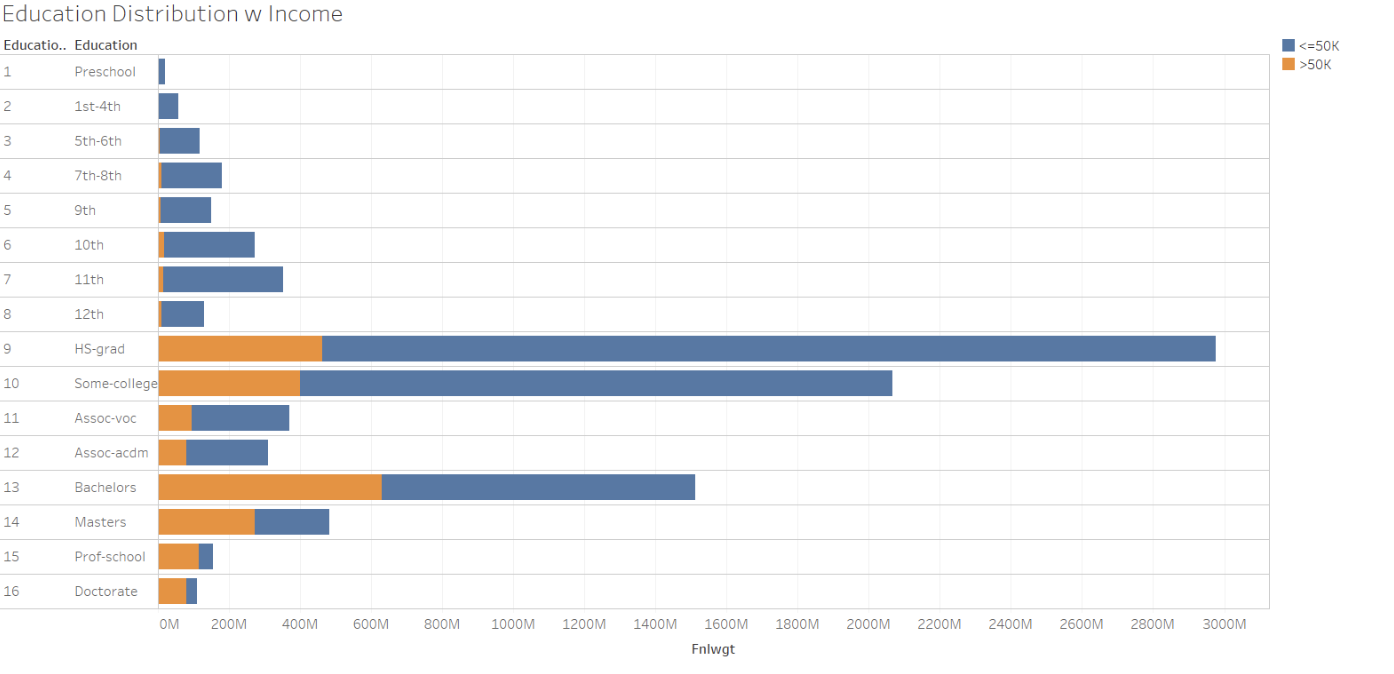 Education Distribution w Income
Educatio.. Education
<=50K
>50K
1 Preschool
2 1st-4th
3 5th-6th
4 7th-8th
5 9th
6 10th
7 11th
8 12th
9 HS-grad
10 Some-college
11 Assoc-voc
12 Assoc-acdm
13 Bachelors
14 Masters
15 Prof-school
16 Doctorate
0M 200M 400M 600M 800M 1000M 1200M 1400M 1600M 1800M 2000M 2200M 2400M 2600M 2800M 3000M
Fnlwgt